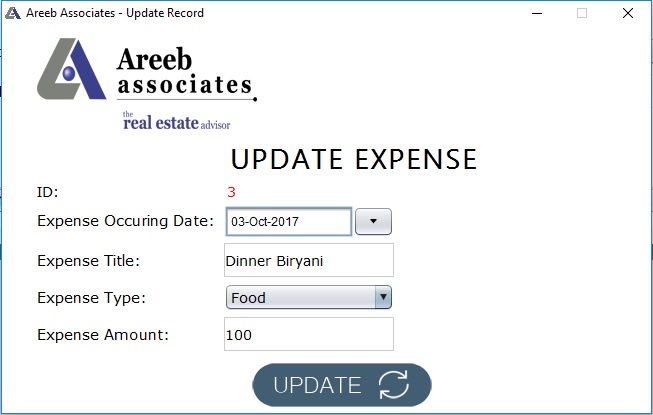 Areeb Associates - Update Record
Areeb
associates
the
real estate advisor
UPDATE EXPENSE
ID: 3
Expense Occuring Date: 03-Oct-2017
Expense Title: Dinner Biryani
Expense Type: Food
Expense Amount: 100
UPDATE